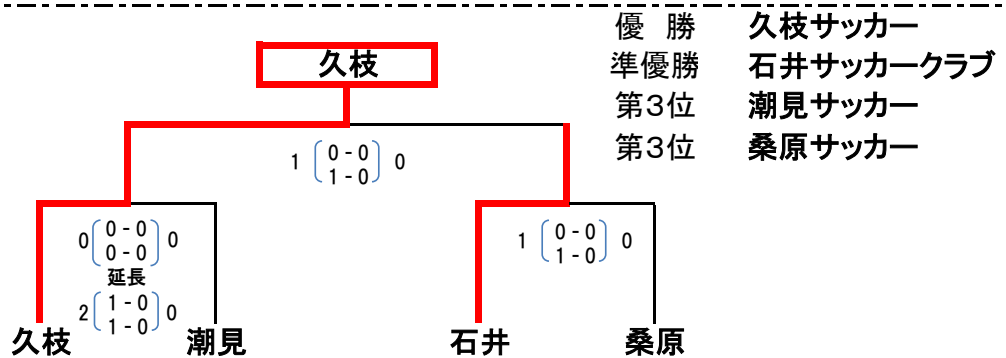 優 勝 久枝サッカー
準優勝 石井サッカークラブ
第3位 潮見サッカー
第3位 桑原サッカー
久枝
1 0-0 0
1-0
0 0-0 0
0-0
延長
2 1-0 0
1-0
1 0-0 0
1-0
久枝 潮見 石井 桑原